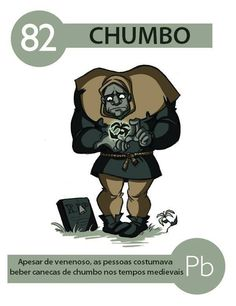 82
CHUMBO
Apesar de venenoso, as pessoas costumava
beber canecas de chumbo nos tempos medievais
Pb